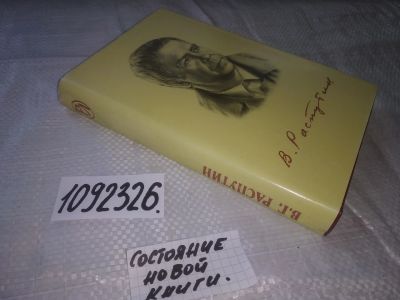 В. Распутин
В.Г. РАСПУТИН
1092326.
СОСТОЯНИЕ
НОВОЙ
КНИГИ.